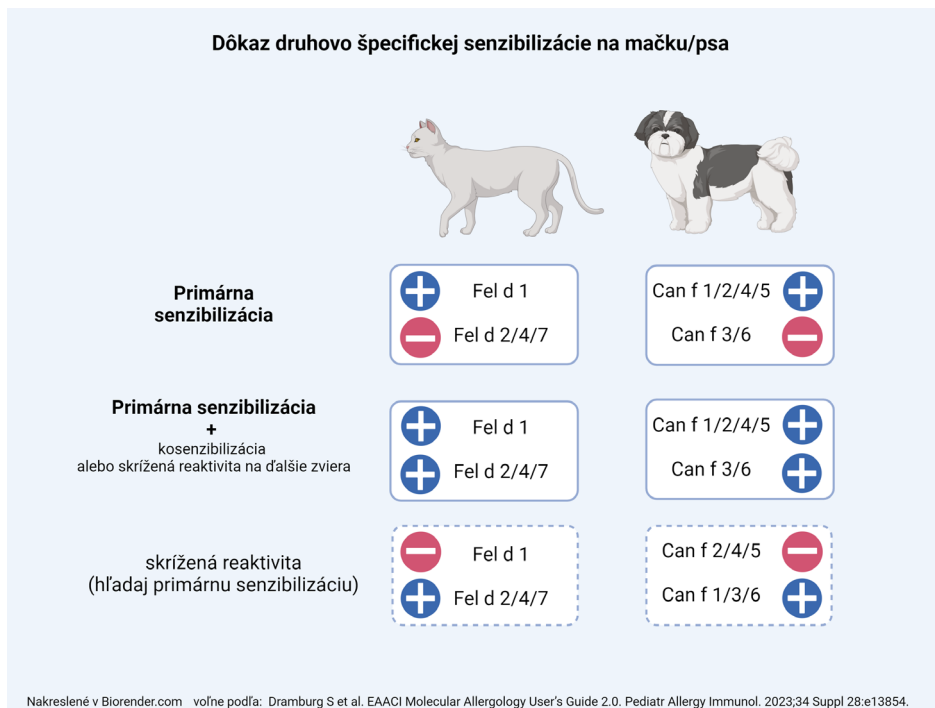 Dôkaz druhovo špecifickej senzibilizácie na mačku/psa
Primárna
senzibilizácia
Fel d 1
Fel d 2/4/7
Can f 1/2/4/5
Can f 3/6
Primárna senzibilizácia
+
kosenzibilizácia
alebo skrížená reaktivita na ďalšie zviera
Fel d 1
Fel d 2/4/7
Can f 1/2/4/5
Can f 3/6
skrížená reaktivita
(hľadaj primárnu senzibilizáciu)
Fel d 1
Fel d 2/4/7
Can f 2/4/5
Can f 1/3/6
Nakreslené v Biorender.com voľne podľa: Dramburg S et al. EAACI Molecular Allergology User's Guide 2.0. Pediatr Allergy Immunol. 2023;34 Suppl 28:e13854.